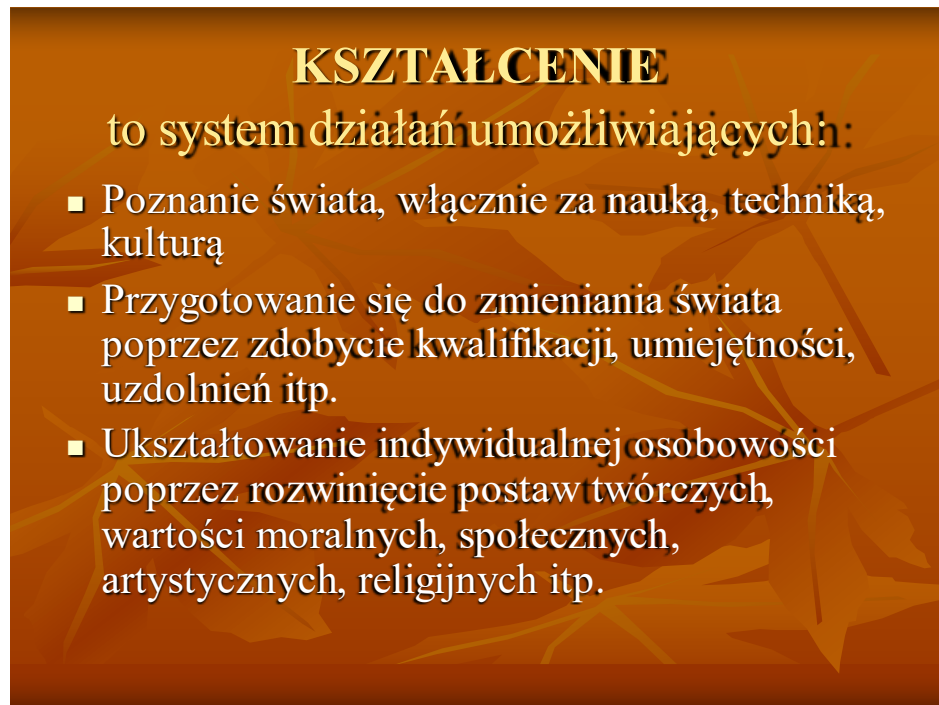 KSZTAŁCENIE
to system działań umożliwiających:
Poznanie świata, włącznie za nauką, techniką,
kulturą
Przygotowanie się do zmieniania świata
poprzez zdobycie kwalifikacji, umiejętności,
uzdolnień itp.
Ukształtowanie indywidualnej osobowości
poprzez rozwinięcie postaw twórczych,
wartości moralnych, społecznych,
artystycznych, religijnych itp.